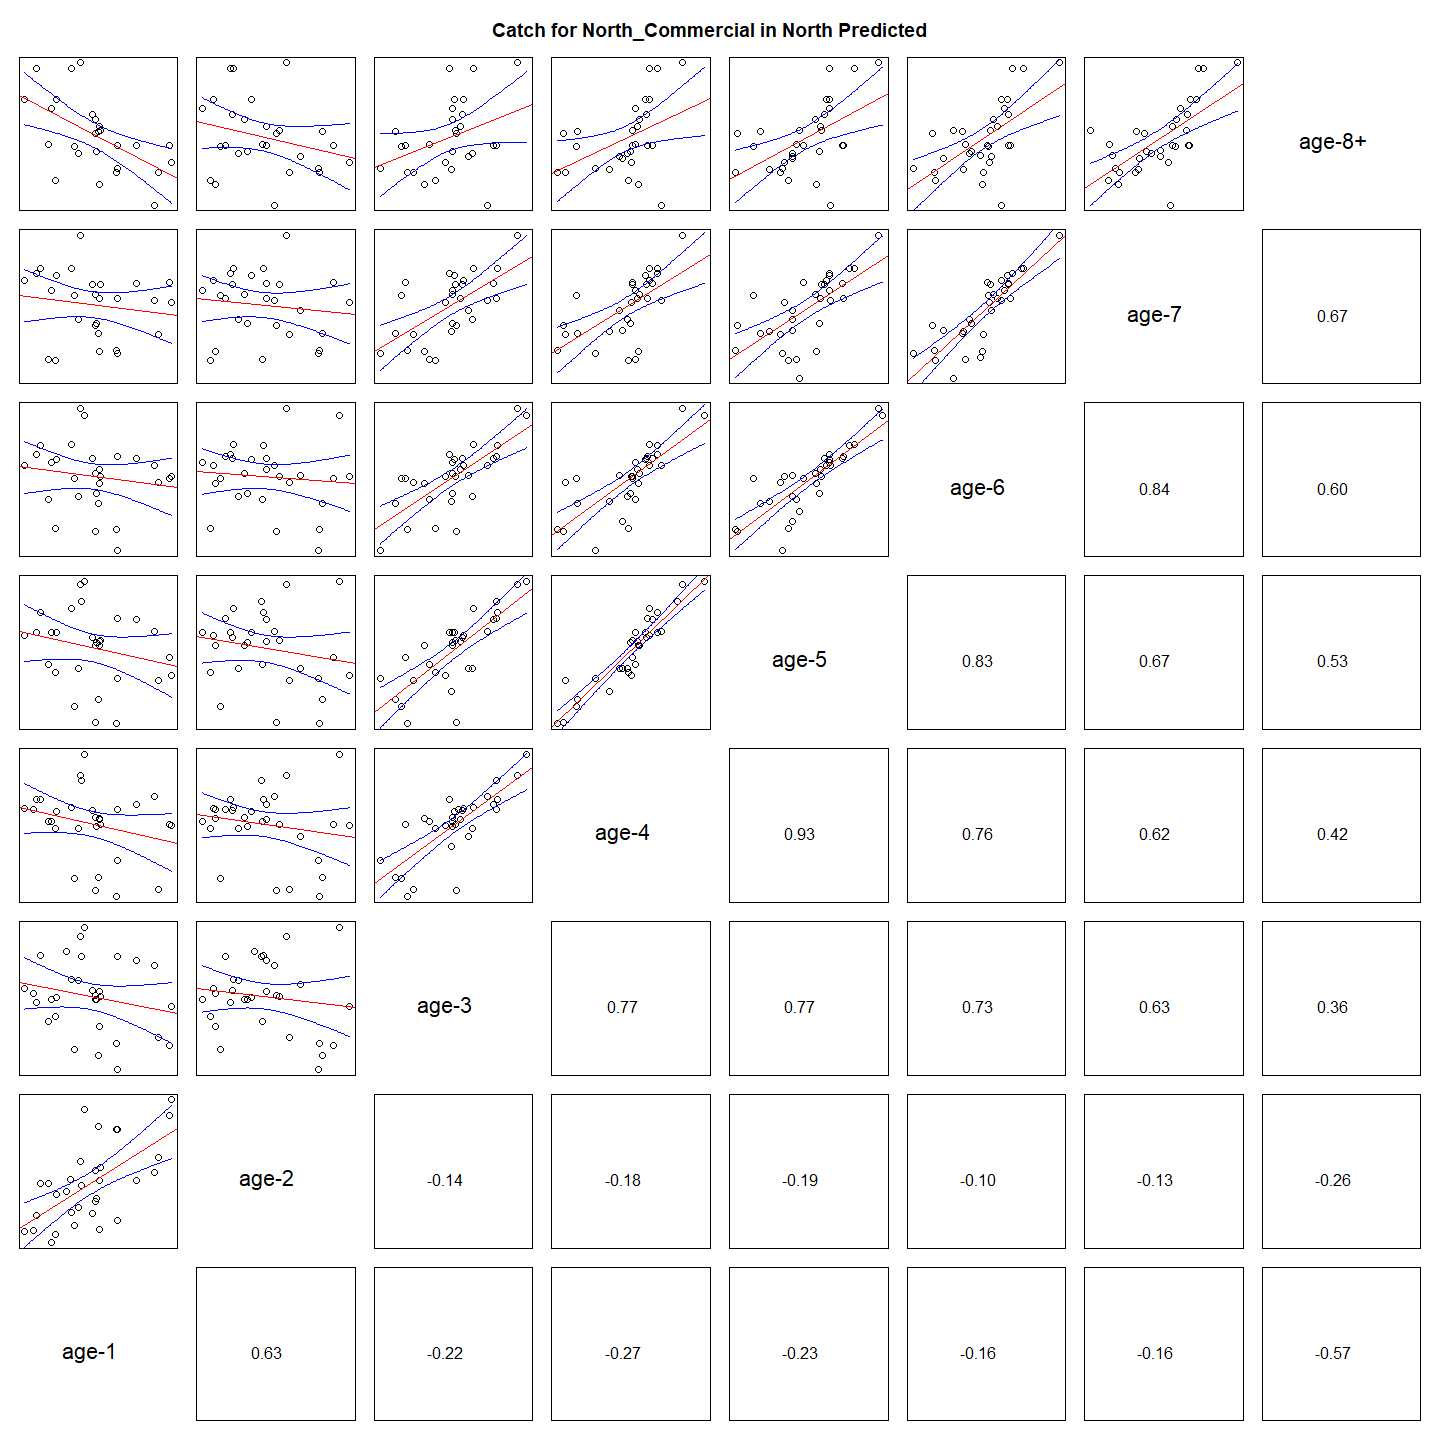 Catch for North_Commercial in North Predicted
age-8+
age-7 0.67
age-6 0.84 0.60
age-5 0.83 0.67 0.53
age-4 0.93 0.76 0.62 0.42
age-3 0.77 0.77 0.73 0.63 0.36
age-2 -0.14 -0.18 -0.19 -0.10 -0.13 -0.26
age-1 0.63 -0.22 -0.27 -0.23 -0.16 -0.16 -0.57